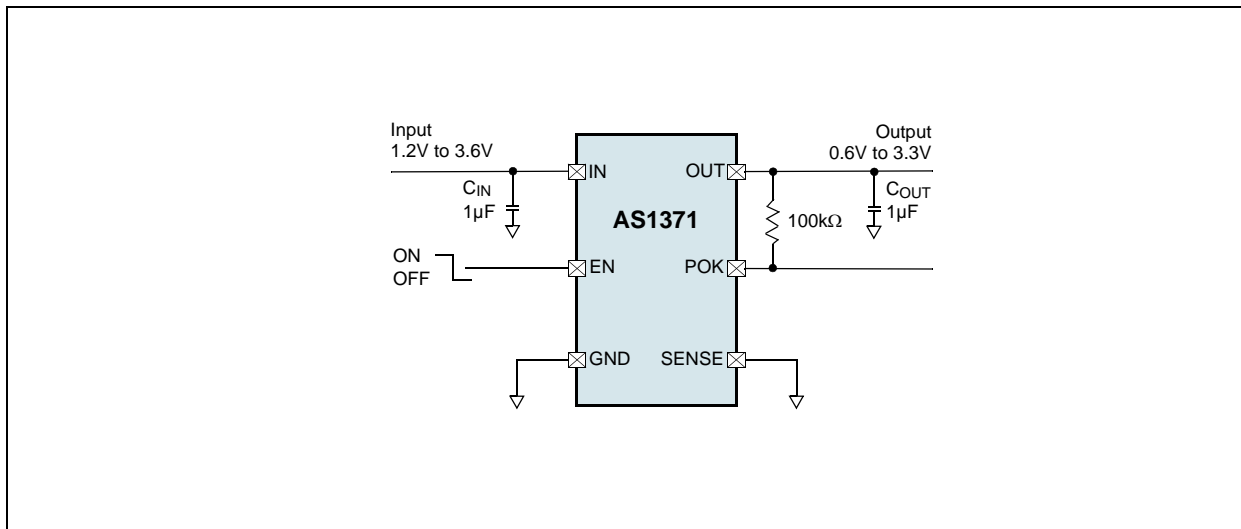 Input
1.2V to 3.6V
Output
0.6V to 3.3V
IN
OUT
CIN
1µF
COUT
1µF
AS1371
100kΩ
ON
OFF
EN
POK
GND
SENSE